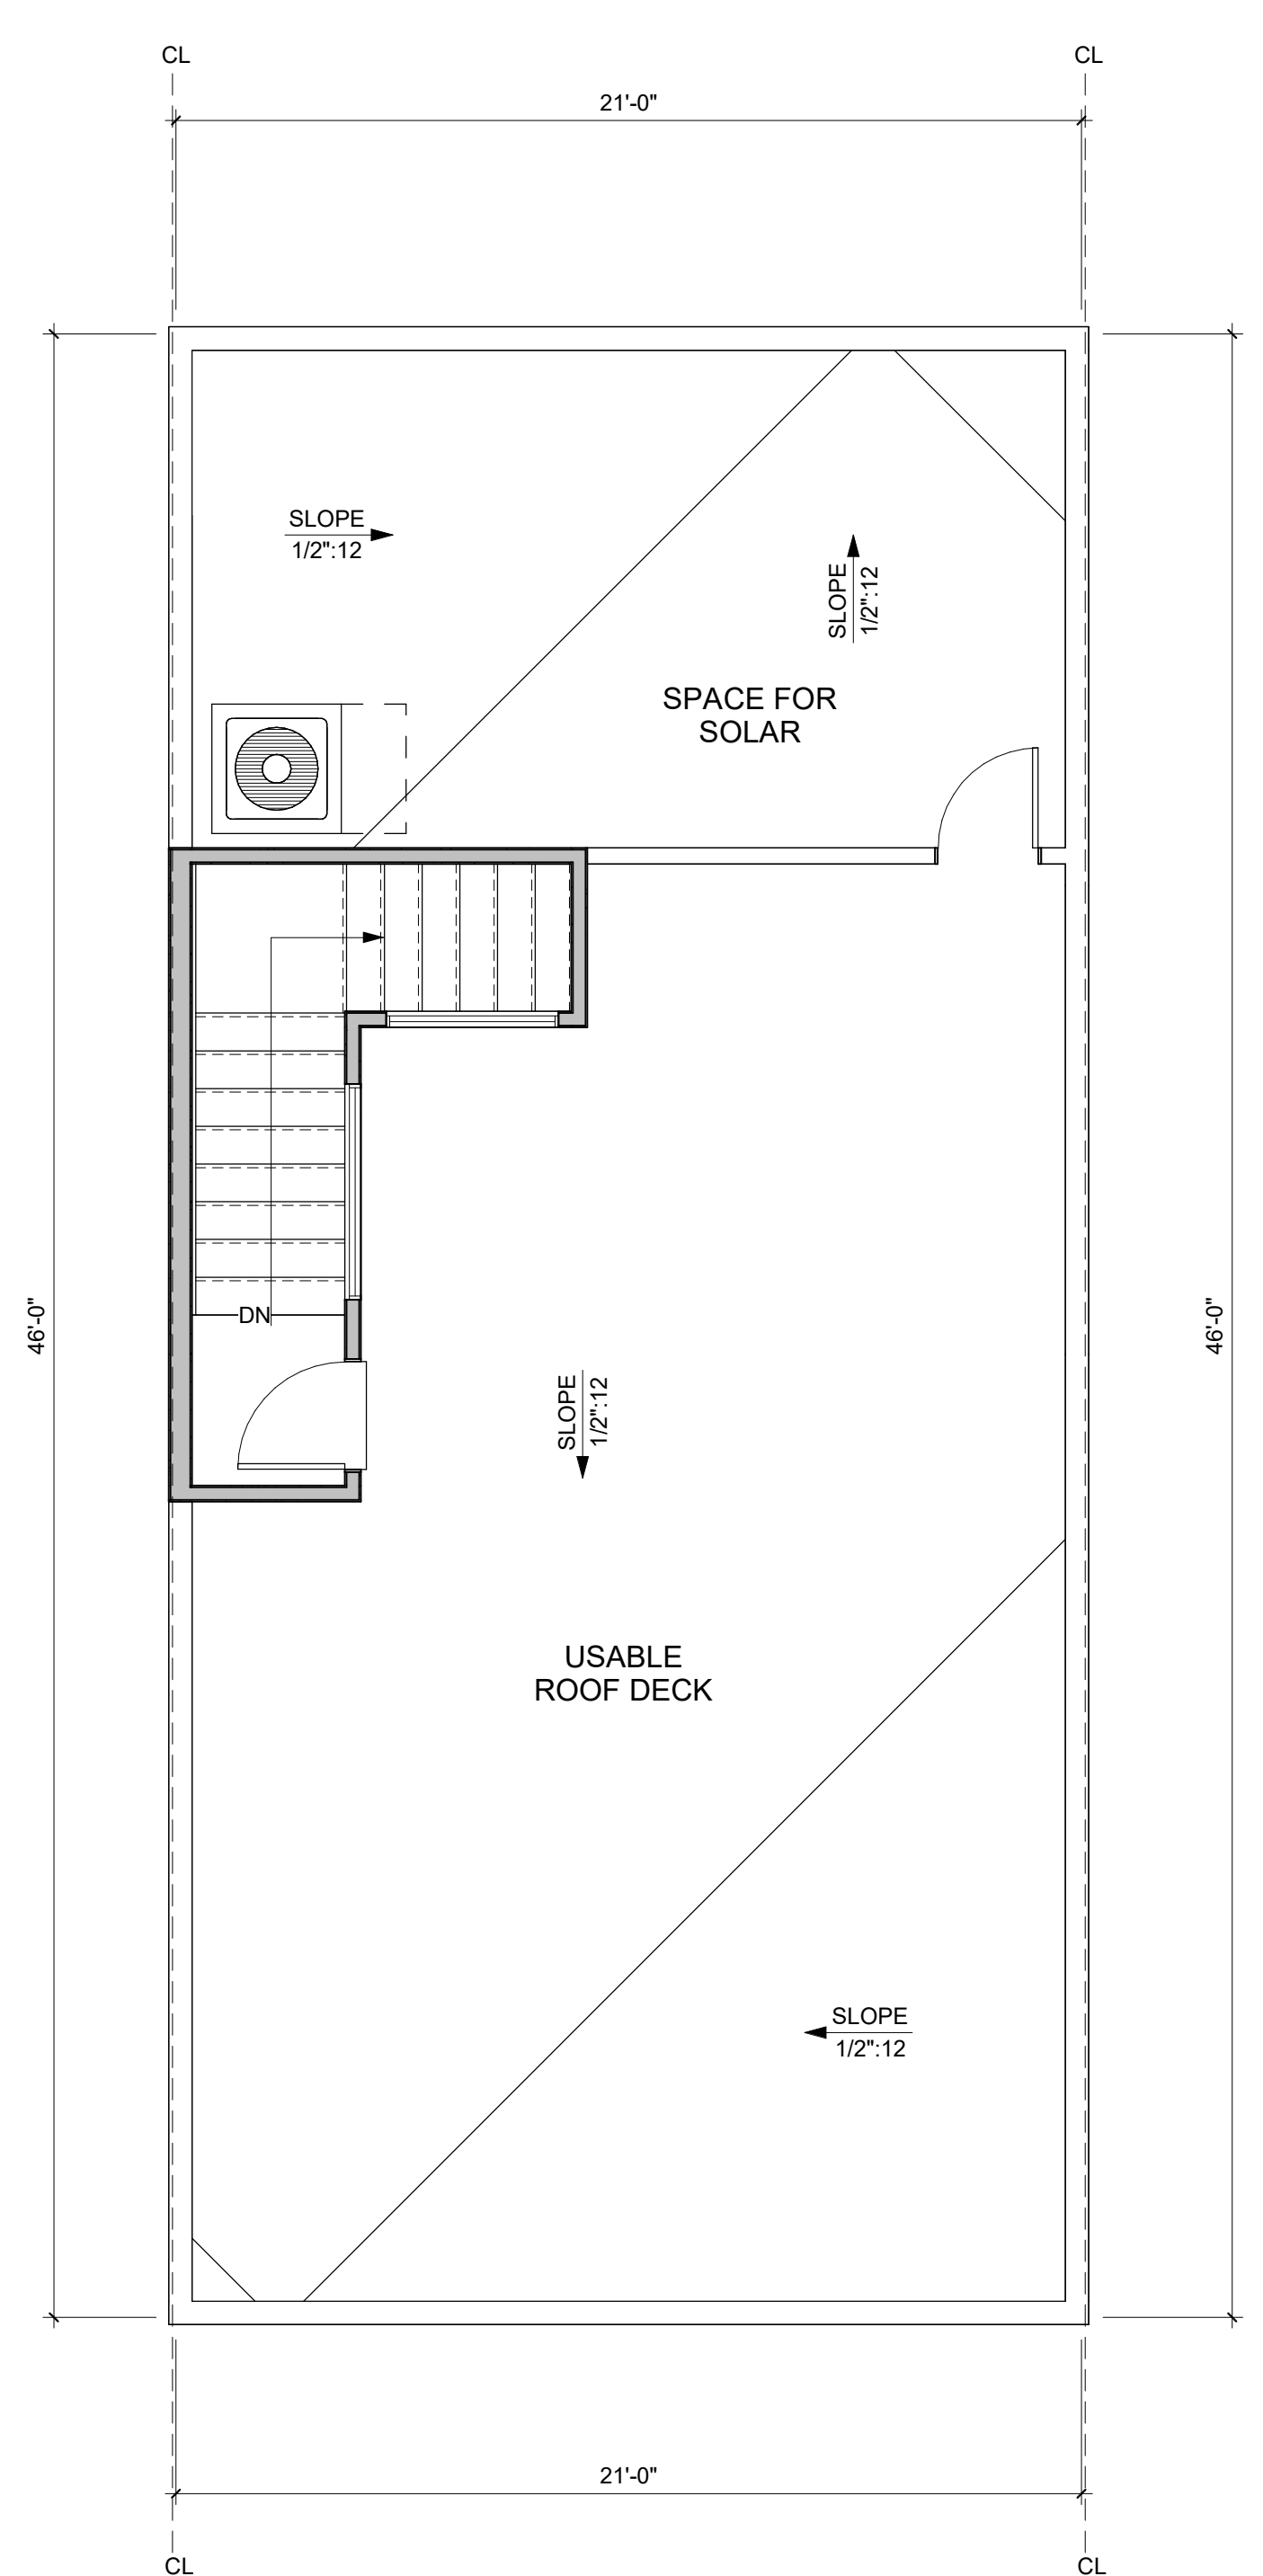 CL
CL
21'-0"
SLOPE
1/2":12
SLOPE
1/2":12
SPACE FOR
SOLAR
DN
46'-0"
46'-0"
SLOPE
1/2":12
USABLE
ROOF DECK
SLOPE
1/2":12
21'-0"
CL
CL